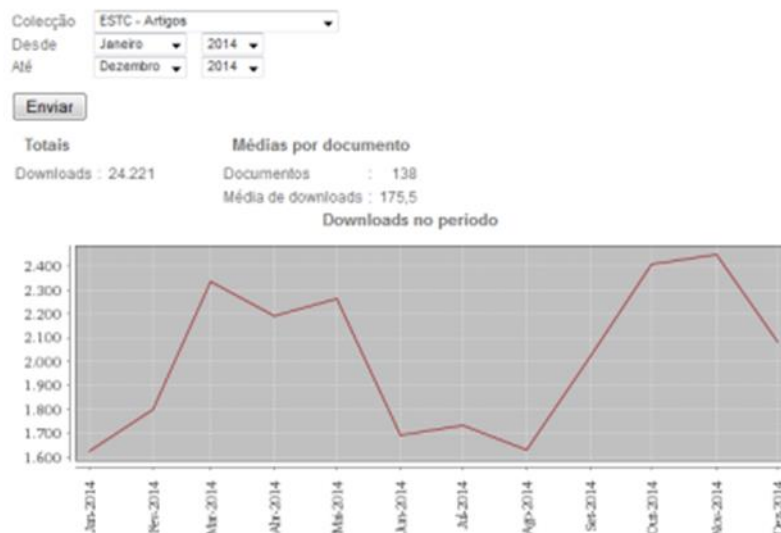 Colecção ESTC - Artigos
Desde Janeiro 2014
Até Dezembro 2014
Enviar
Totais Médias por documento
Downloads : 24.221 Documentos : 138
Média de downloads : 175,5
Downloads no período
2.400
2.300
2.200
2.100
2.000
1.900
1.800
1.700
1.600
Jan-2014 Fev-2014 Mar-2014 Abr-2014 Mai-2014 Jun-2014 Jul-2014 Ago-2014 Set-2014 Out-2014 Nov-2014 Dez-2014